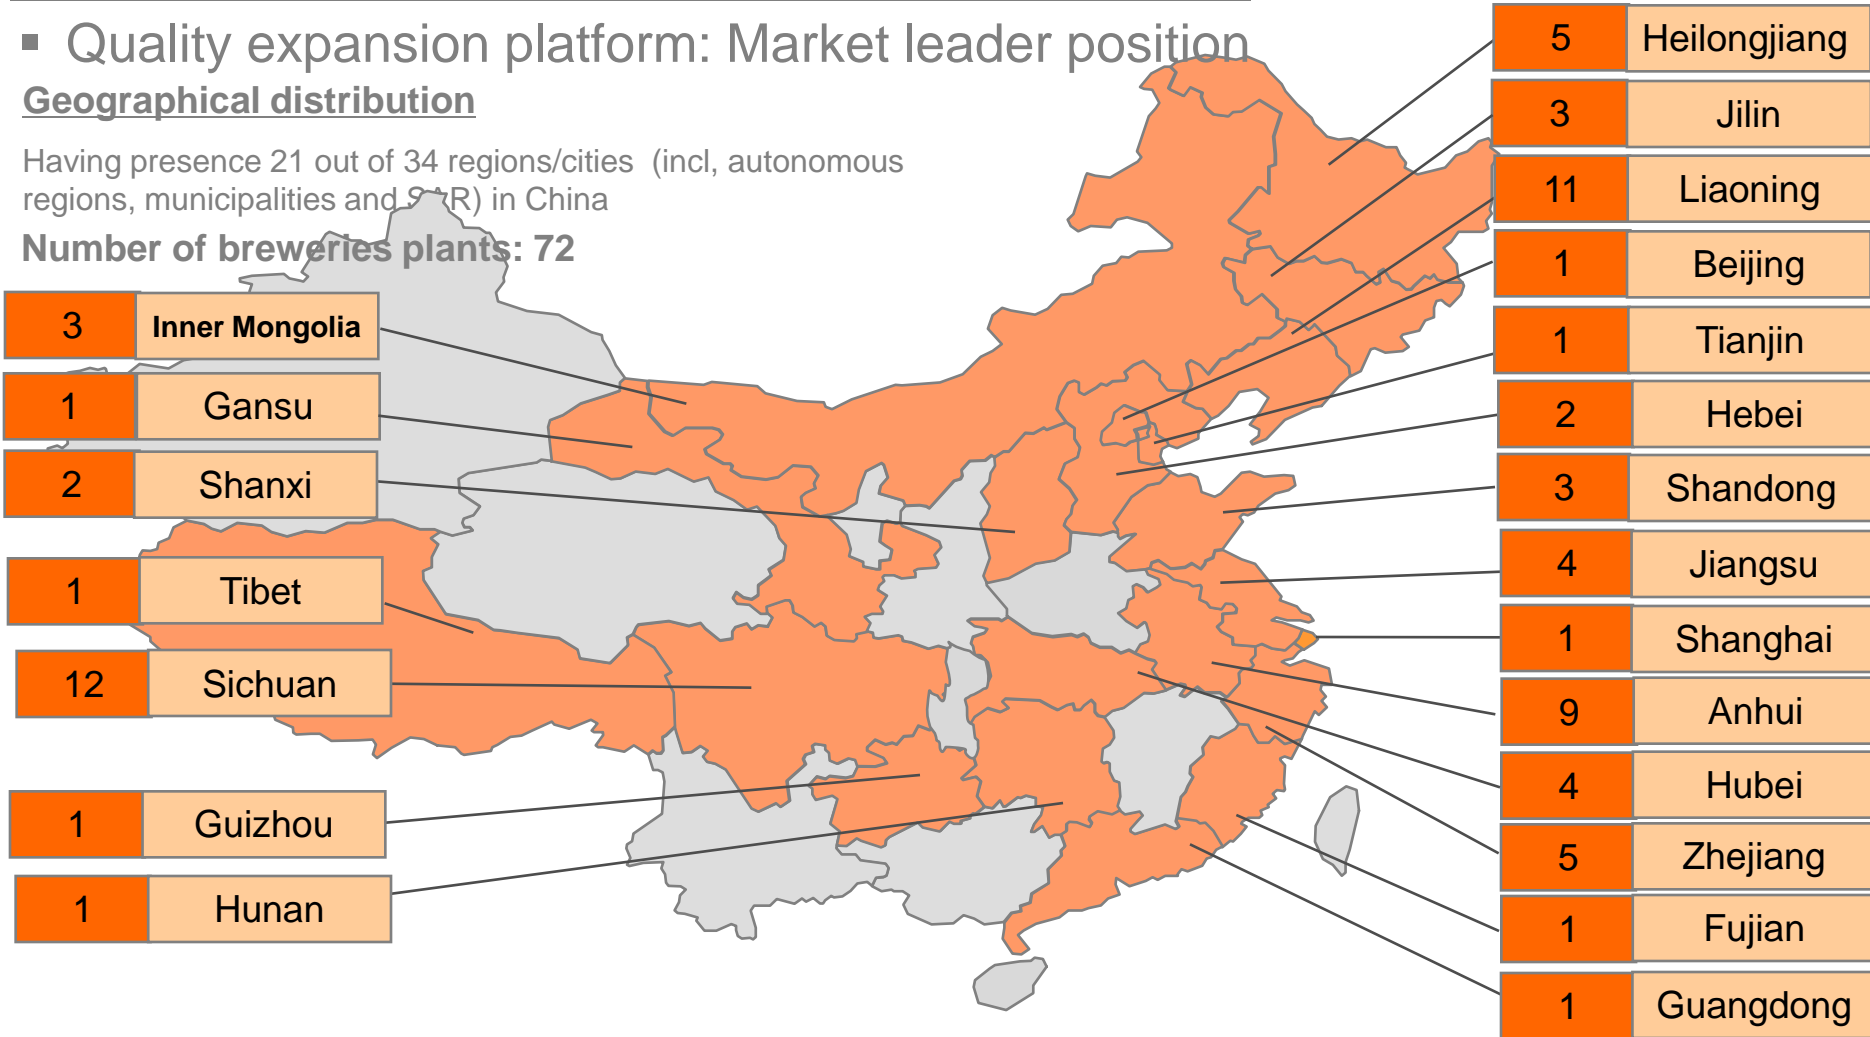 ▪ Quality expansion platform: Market leader position
Geographical distribution
Having presence 21 out of 34 regions/cities (incl, autonomous
regions, municipalities and SAR) in China
Number of breweries plants: 72
3 Inner Mongolia
1 Gansu
2 Shanxi
1 Tibet
12 Sichuan
1 Guizhou
1 Hunan
5 Heilongjiang
3 Jilin
11 Liaoning
1 Beijing
1 Tianjin
2 Hebei
3 Shandong
4 Jiangsu
1 Shanghai
9 Anhui
4 Hubei
5 Zhejiang
1 Fujian
1 Guangdong